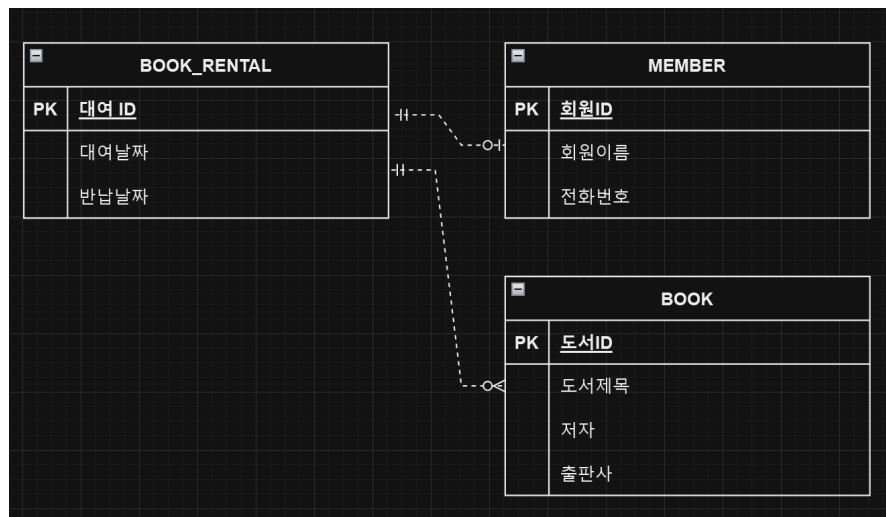 BOOK_RENTAL
PK 대여 ID
대여날짜
반납날짜
MEMBER
PK 회원ID
회원이름
전화번호
BOOK
PK 도서ID
도서제목
저자
출판사